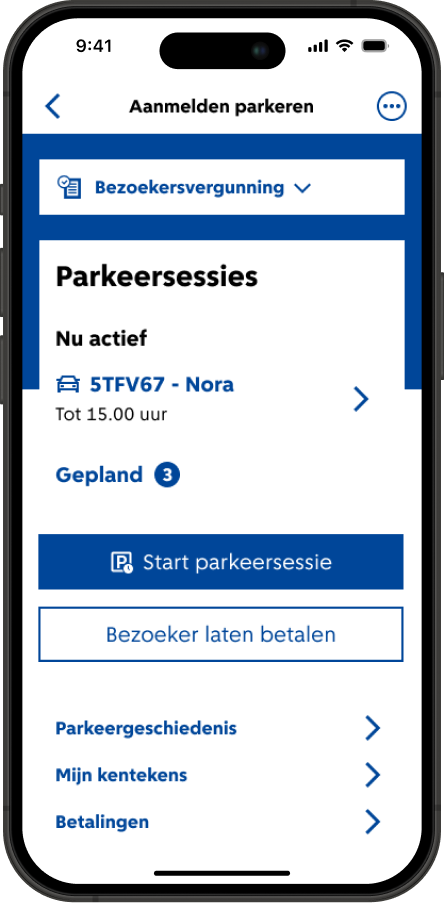 9:41
Aanmelden parkeren
Bezoekersvergunning
Parkeersessies
Nu actief
5TFV67 - Nora
Tot 15.00 uur
Gepland 3
Start parkeersessie
Bezoeker laten betalen
Parkeergeschiedenis
Mijn kentekens
Betalingen